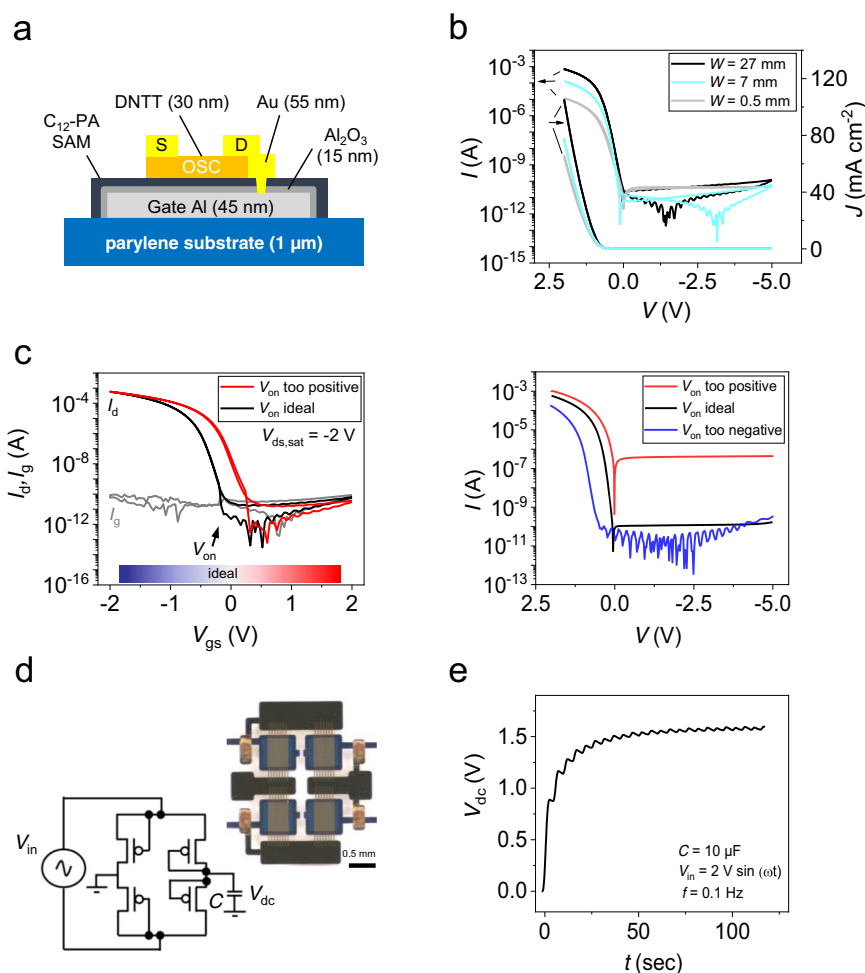 a
DNTT (30 nm)
Au (55 nm)
C12-PA
SAM
Al2O3
(15 nm)
S
D
OSC
Gate Al (45 nm)
parylene substrate (1 µm)
b
W = 27 mm
W = 7 mm
W = 0.5 mm
10-3
10-6
10-9
10-12
10-15
I (A)
120
80
40
0
J (mA cm-2)
2.5
0.0
-2.5
-5.0
V (V)
c
Von too positive
Von ideal
Vds,sat = -2 V
Id
Ig
Von
ideal
10-4
10-8
10-12
10-16
Id, Ig (A)
-2
-1
0
1
2
Vgs (V)
Von too positive
Von ideal
Von too negative
10-3
10-5
10-7
10-9
10-11
10-13
I (A)
2.5
0.0
-2.5
-5.0
V (V)
d
Vin
C
Vdc
0.5 mm
e
1.5
1.0
0.5
0.0
Vdc (V)
C = 10 µF
Vin = 2 V sin (ωt)
f = 0.1 Hz
0
50
100
t (sec)